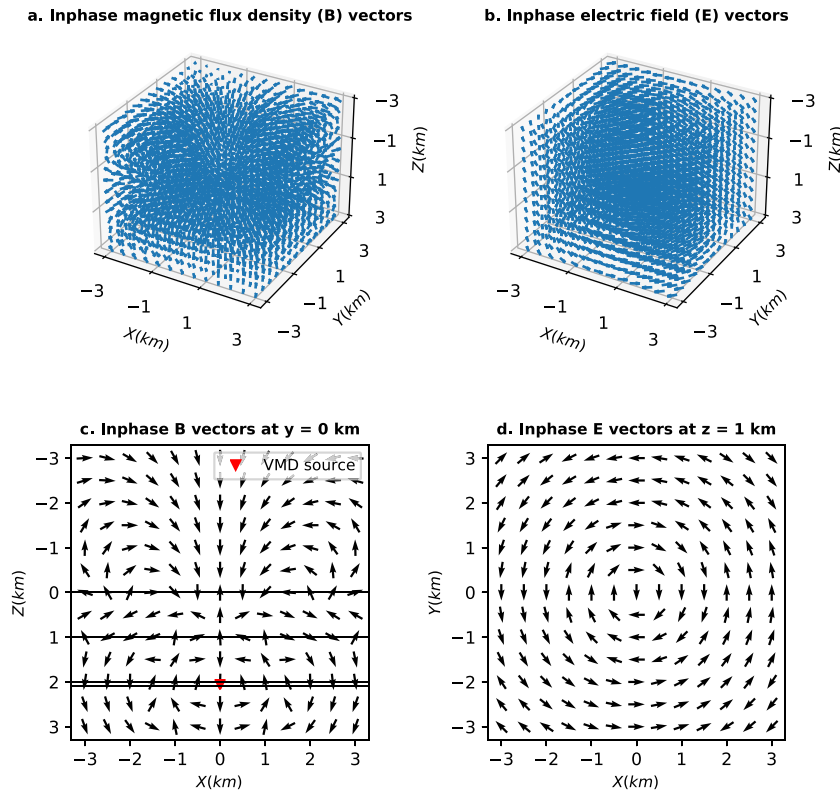 a. Inphase magnetic flux density (B) vectors
b. Inphase electric field (E) vectors
−3
−1
1
3
Z(km)
−3
−1
1
3
X(km)
−3
−1
1
3
Y(km)
−3
−1
1
3
Z(km)
−3
−1
1
3
X(km)
−3
−1
1
3
Y(km)
c. Inphase B vectors at y = 0 km
VMD source
−3
−2
−1
0
1
2
3
Z(km)
−3 −2 −1 0 1 2 3
X(km)
d. Inphase E vectors at z = 1 km
3
2
1
0
−1
−2
−3
Y(km)
−3 −2 −1 0 1 2 3
X(km)